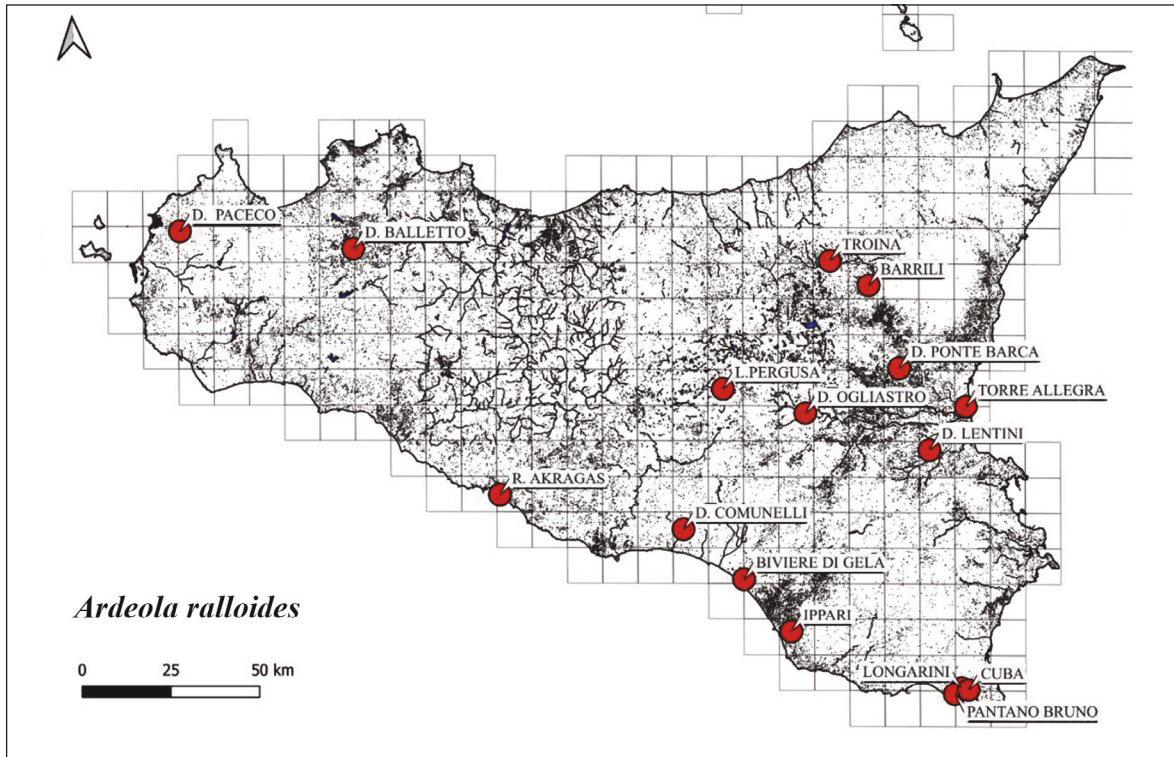 D. PACECO
D. BALLETTO
TROINA
BARRILI
D. PONTE BARCA
L.PERGUSA
TORRE ALLEGRA
D. OGLIASTRO
D. LENTINI
R. AKRAGAS
D. COMUNELLI
BIVIERE DI GELA
Ardeola ralloides
IPPARI
0 25 50 km
LONGARINI
CUBA
PANTANO BRUNO